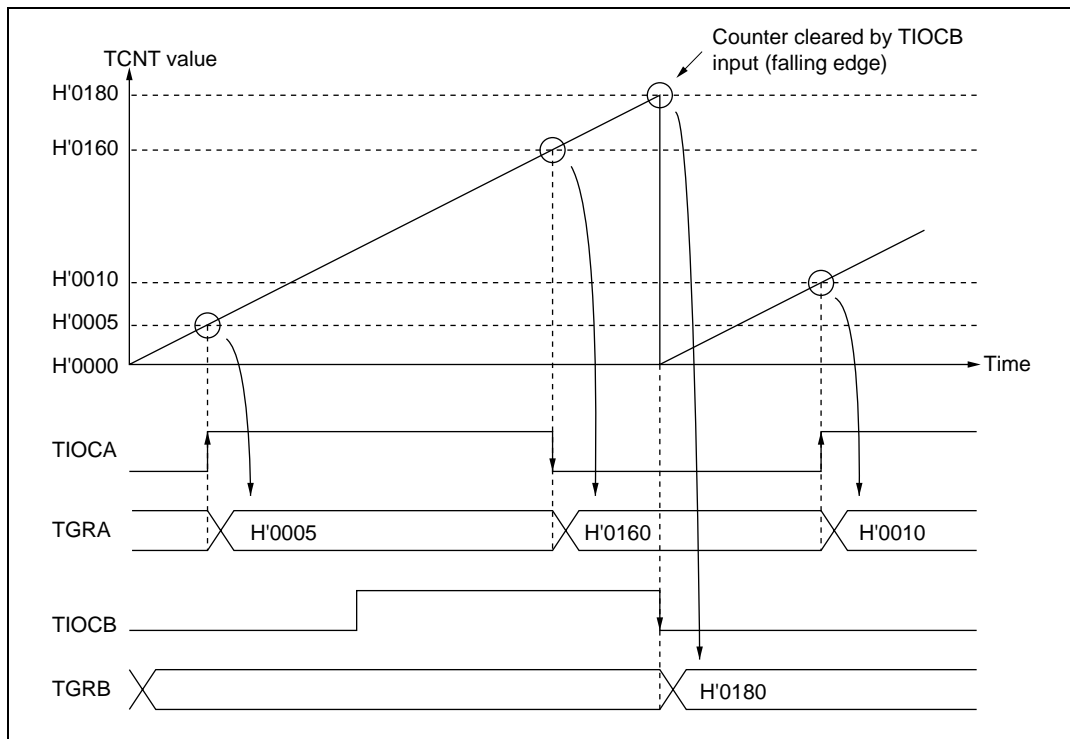 Counter cleared by TIOCB
input (falling edge)
TCNT value
H'0180
H'0160
H'0010
H'0005
H'0000
Time
TIOCA
TGRA
H'0005
H'0160
H'0010
TIOCB
TGRB
H'0180